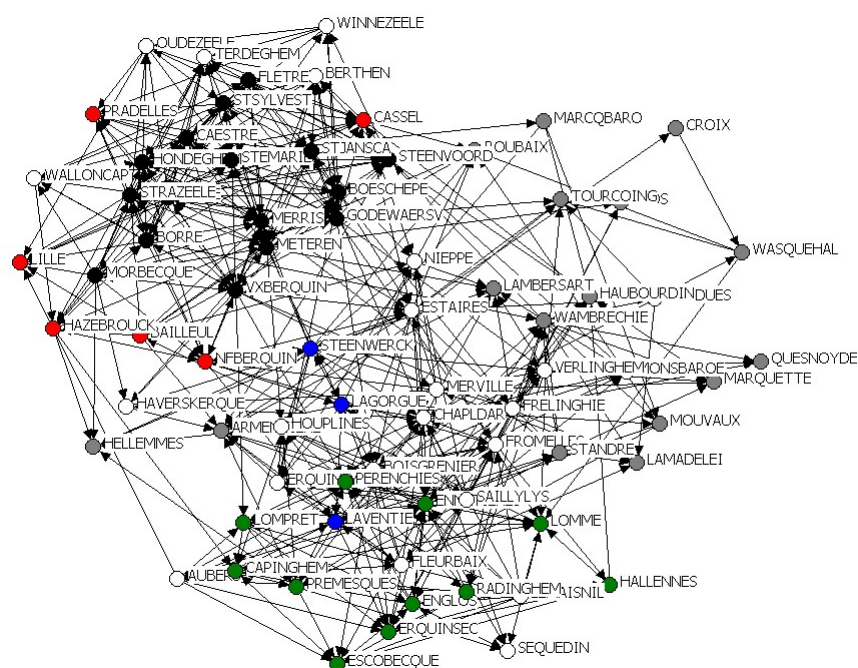 WINNEZEELE
OUDEZEELE
TERDEGHEM
FLETRE
BERTHEN
STSYLVEST
PRADELLES
CASSEL
MARCQBARO
CROIX
CAESTRE
STJANSCA
HONDEGHEM
STEMARIE
STEENVOORD
ROUBAIX
WALLONCAP
STRAZEELE
BOESCHEPE
TOURCOING
MERRIS
GODEWAERSV
BORRE
METEREN
WASQUEHAL
LILLE
NIEPPE
MORBECQUE
VXBERQUIN
LAMBERSART
HAUBOURDIN
ESTAIRES
WAMBRECHIE
HAZEBROUCK
BAILLEUL
STEENWERCK
NFBERQUIN
VERLINGHEM
QUESNOYDE
MARQUETTE
MERVILLE
HAVERSKERQUE
LAGORGUE
FRELINGHIE
CHAPLDAR
MOUVAUX
HOUPLINES
HELLEMMES
FROMELLES
STANDRE
BOISGRENIER
LAMADELEI
PERENCHIES
SAILLYLYS
LOMPRET
LAVENTIE
LOMME
FLEURBAIX
CAPINGHEM
PREMESQUES
RADINGHEM
HALLENNES
ENGLOS
ERQUINSEC
SEQUEDIN
ESCOBECQUE